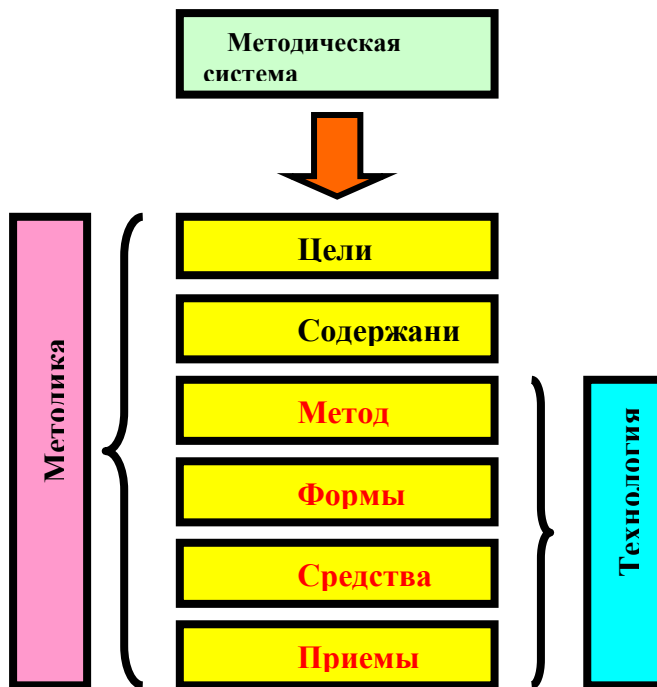 Методическая
система
Цели
Содержани
Метод
Формы
Средства
Приемы
Методика
Технология